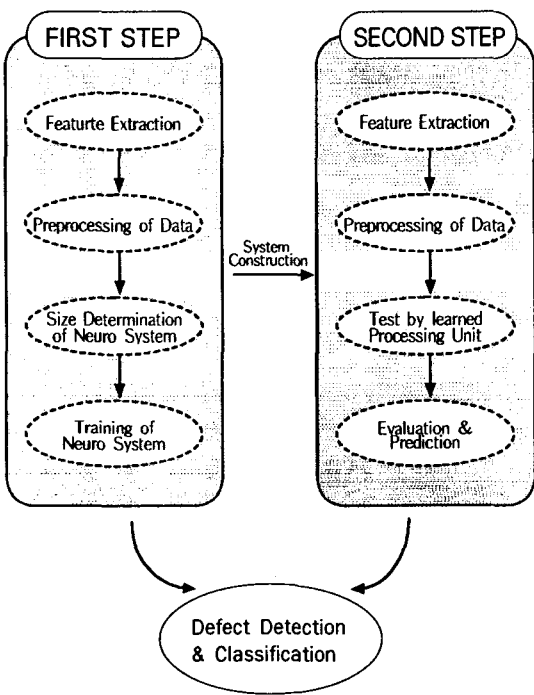 FIRST STEP
Featurte Extraction
Preprocessing of Data
Size Determination
of Neuro System
Training of
Neuro System
System
Construction
SECOND STEP
Feature Extraction
Preprocessing of Data
Test by learned
Processing Unit
Evaluation &
Prediction
Defect Detection
& Classification